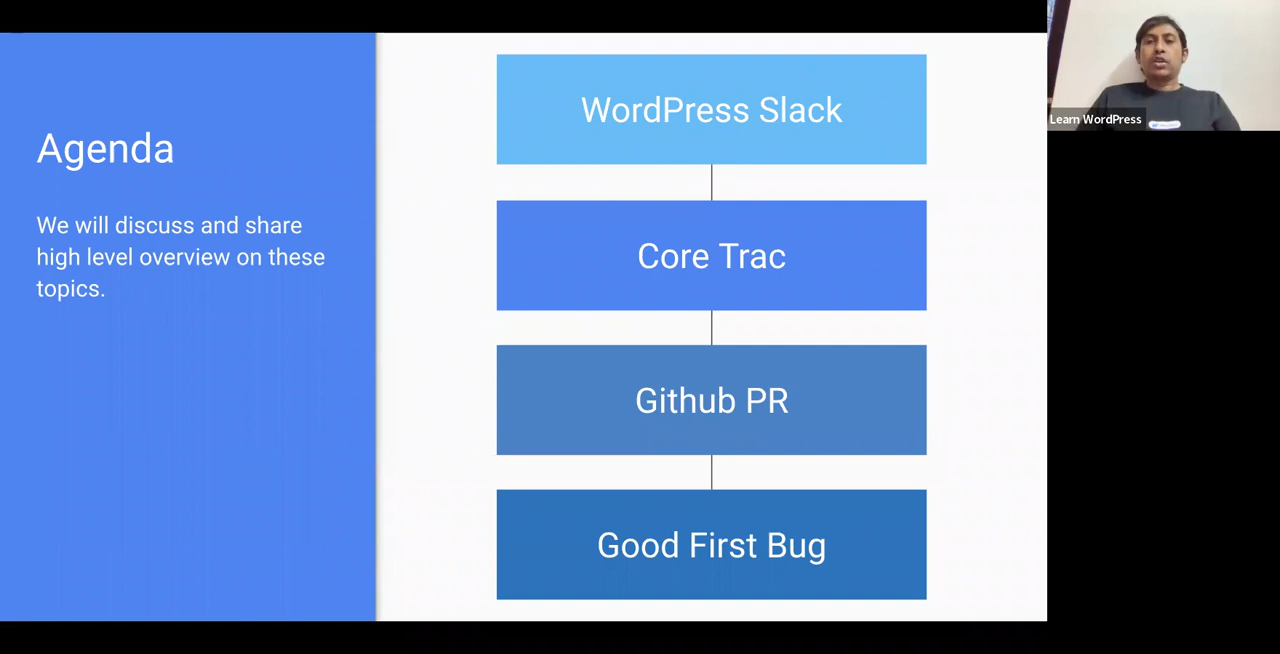 Agenda
We will discuss and share
high level overview on these
topics.
WordPress Slack
Core Trac
Github PR
Good First Bug
Learn WordPress